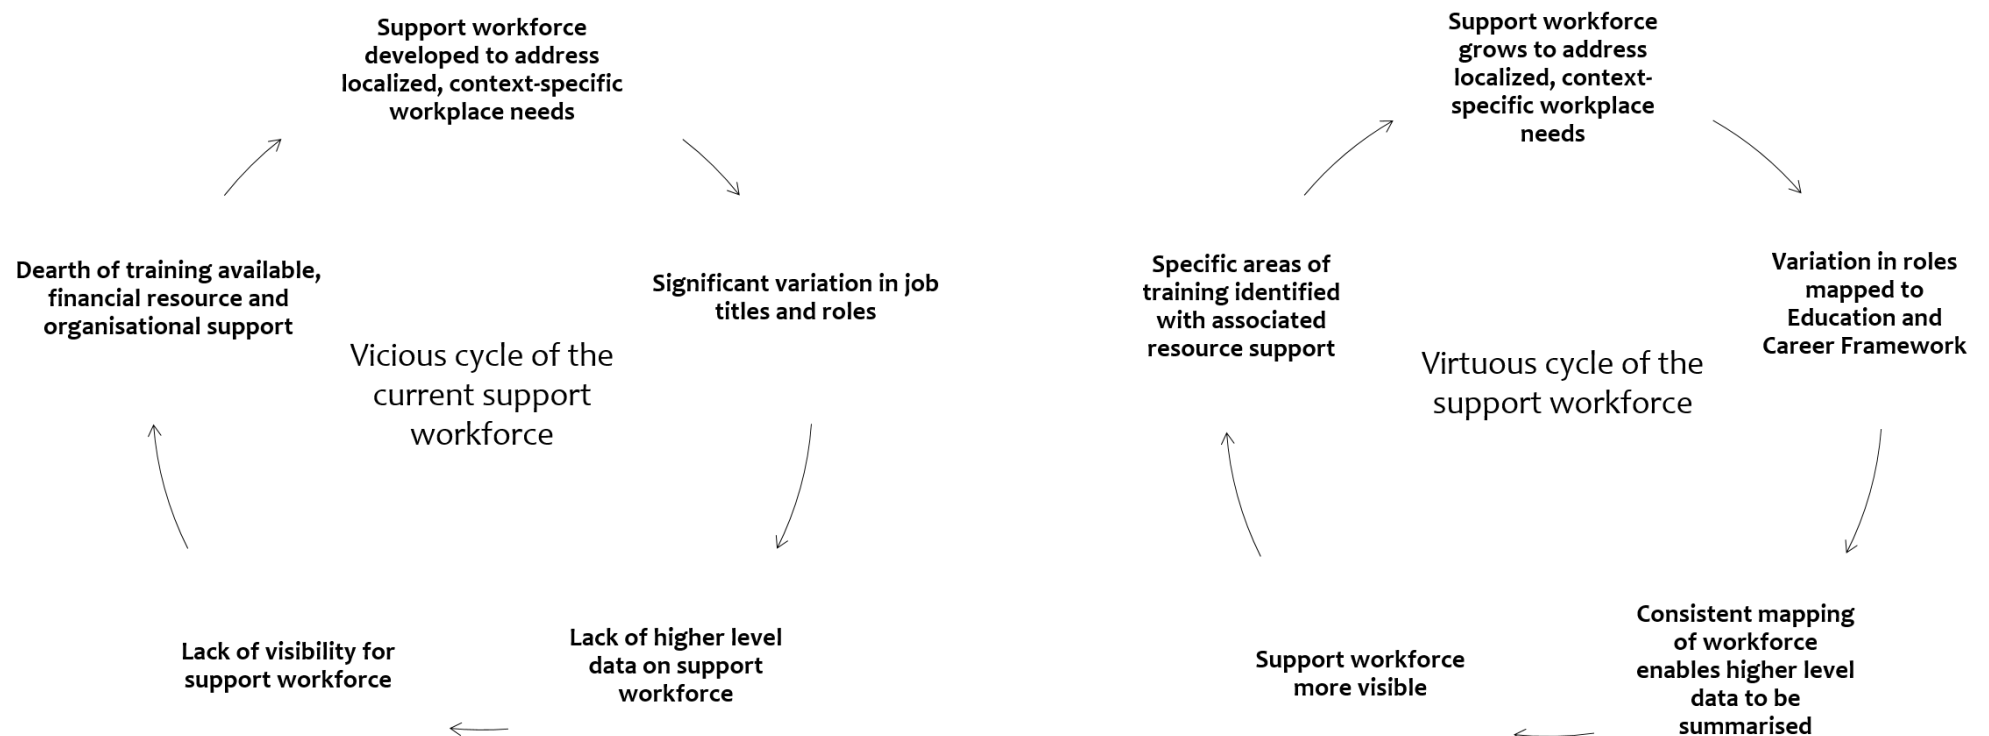 Support workforce
developed to address
localized, context-specific
workplace needs
Significant variation in job
titles and roles
Lack of higher level
data on support
workforce
Lack of visibility for
support workforce
Dearth of training available,
financial resource and
organisational support
Vicious cycle of the
current support
workforce
Support workforce
grows to address
localized, context-
specific workplace
needs
Variation in roles
mapped to
Education and
Career Framework
Consistent mapping
of workforce
enables higher level
data to be
summarised
Support workforce
more visible
Specific areas of
training identified
with associated
resource support
Virtuous cycle of the
support workforce